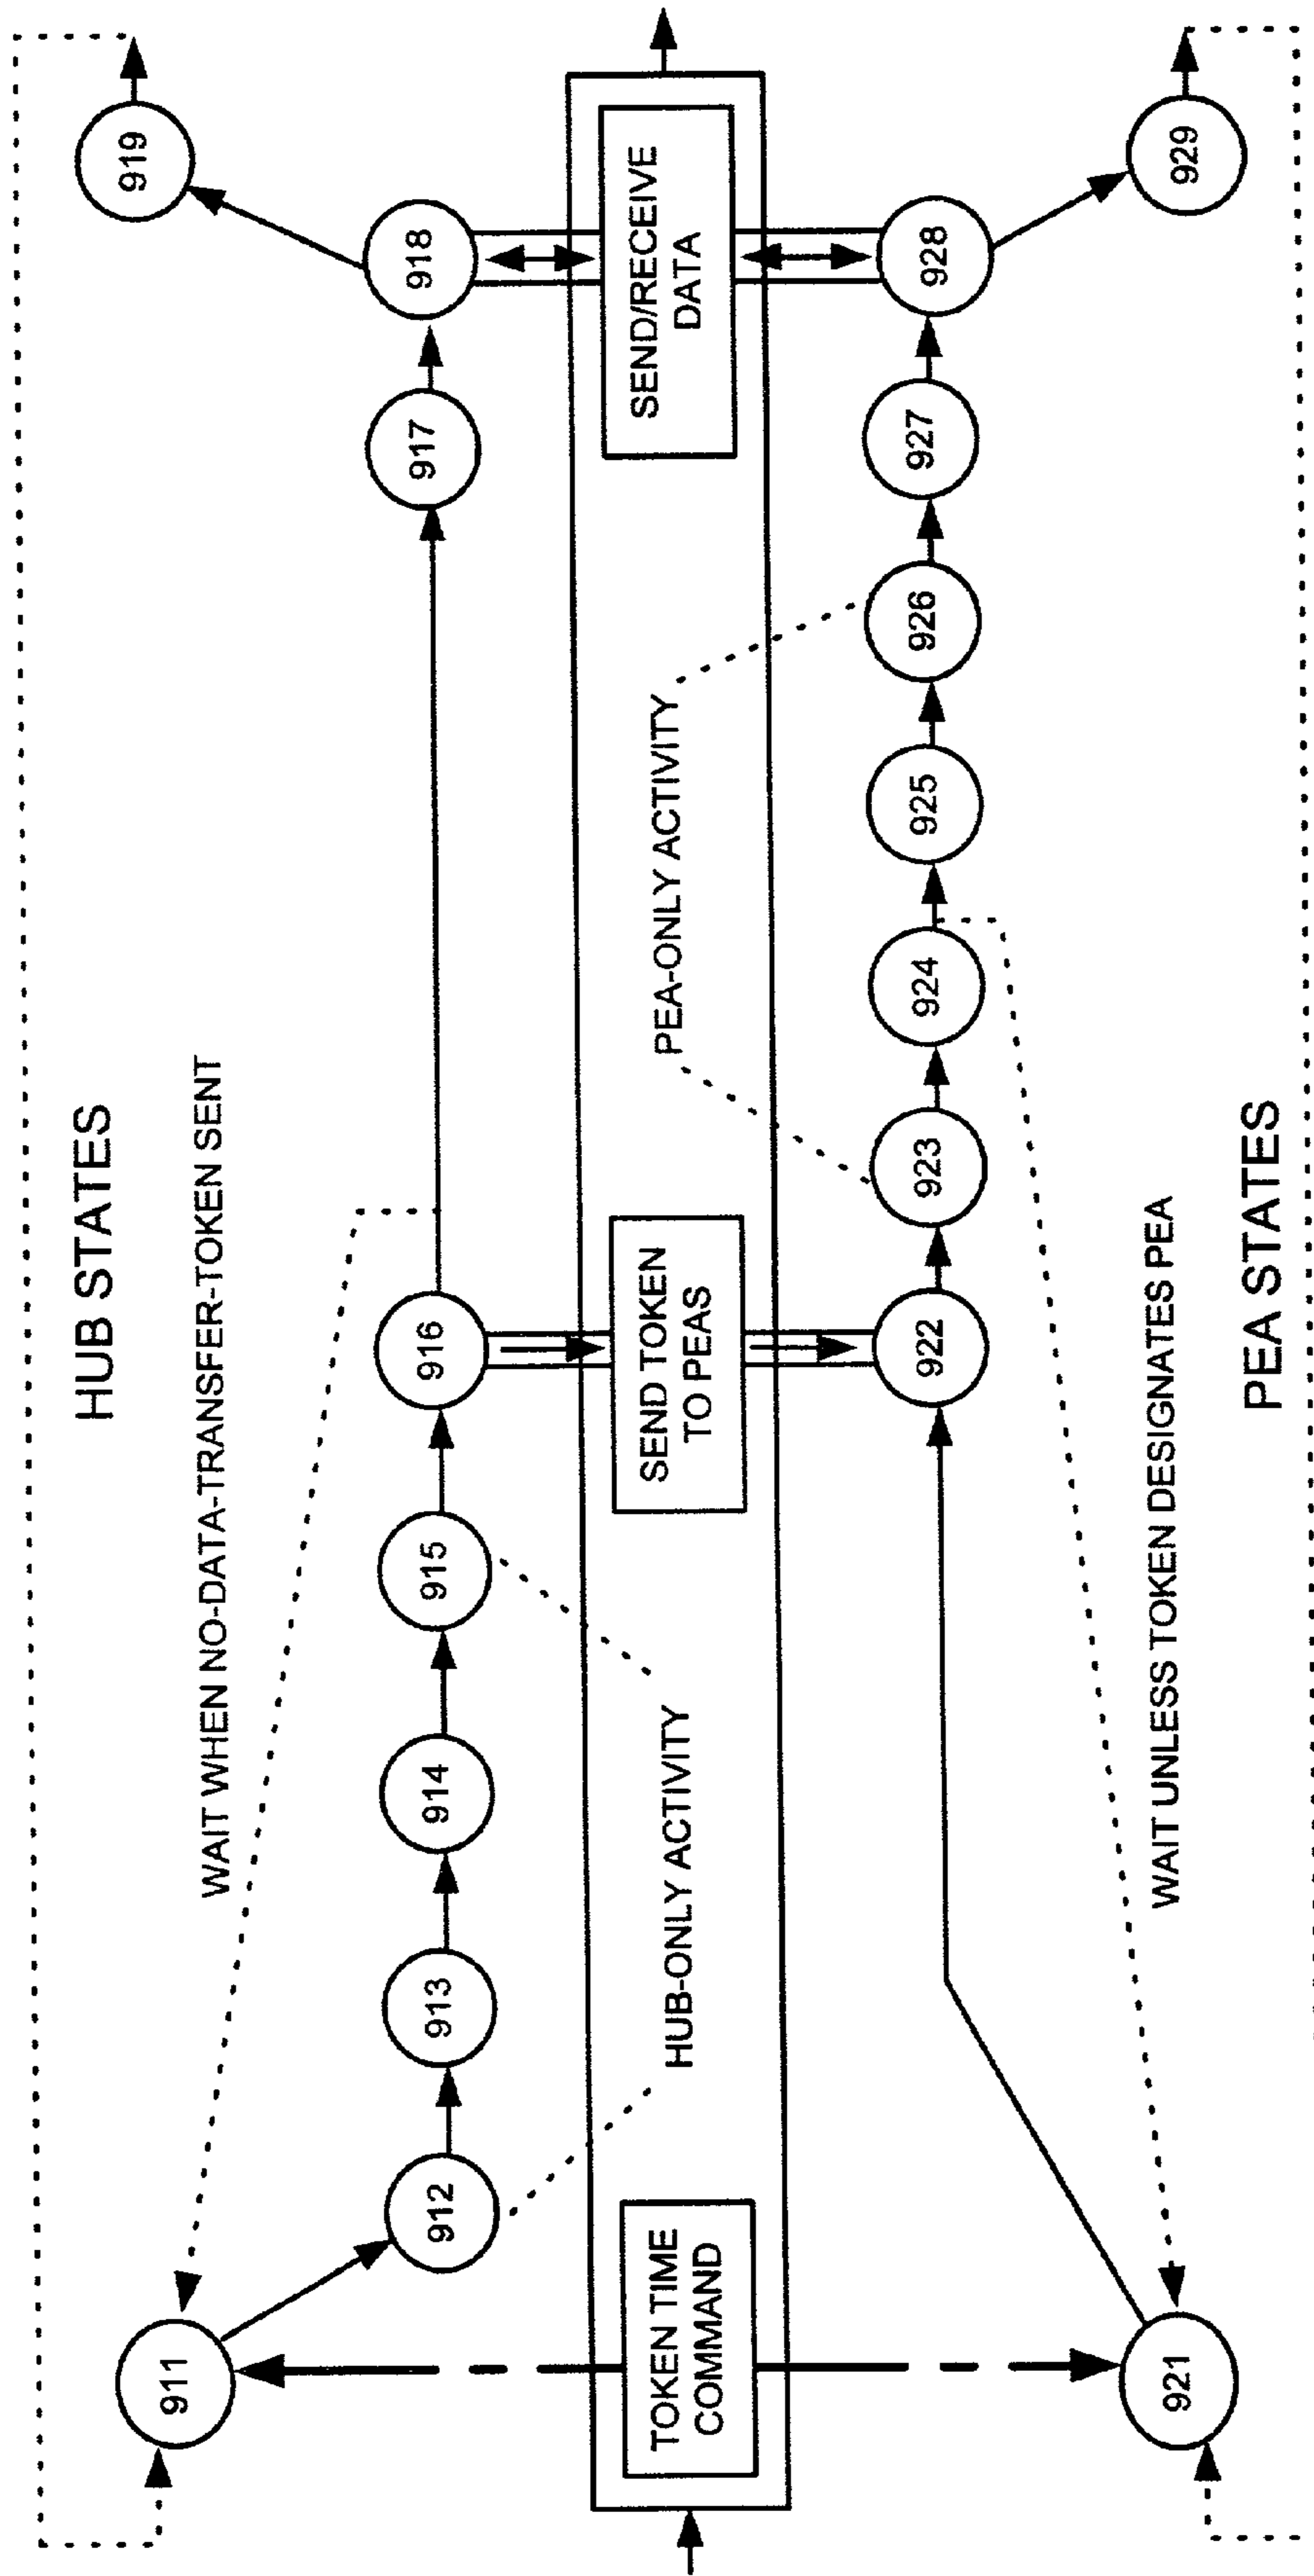 HUB STATES
WAIT WHEN NO-DATA-TRANSFER-TOKEN SENT
911
912
913
914
915
916
917
918
919
HUB-ONLY ACTIVITY
PEA-ONLY ACTIVITY
TOKEN TIME
COMMAND
SEND TOKEN
TO PEAS
SEND/RECEIVE
DATA
921
922
923
924
925
926
927
928
929
WAIT UNLESS TOKEN DESIGNATES PEA
PEA STATES